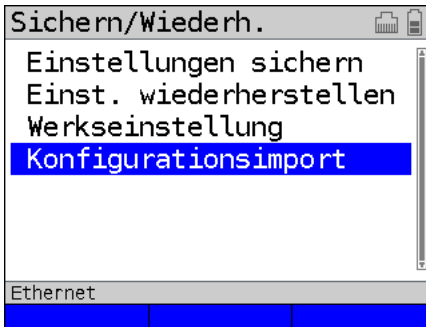 Sichern/Wiederh.
Einstellungen sichern
Einst. wiederherstellen
Werkseinstellung
Konfigurationsimport
Ethernet